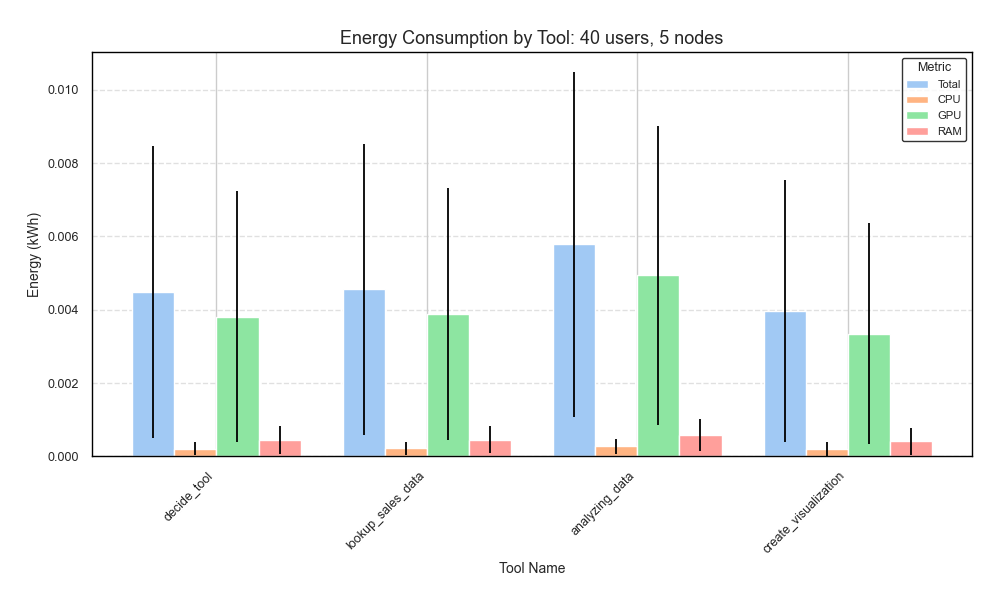 Energy Consumption by Tool: 40 users, 5 nodes
Metric
Total
CPU
GPU
RAM
Energy (kWh)
0.010
0.008
0.006
0.004
0.002
0.000
decide_tool
lookup_sales_data
analyzing_data
create_visualization
Tool Name